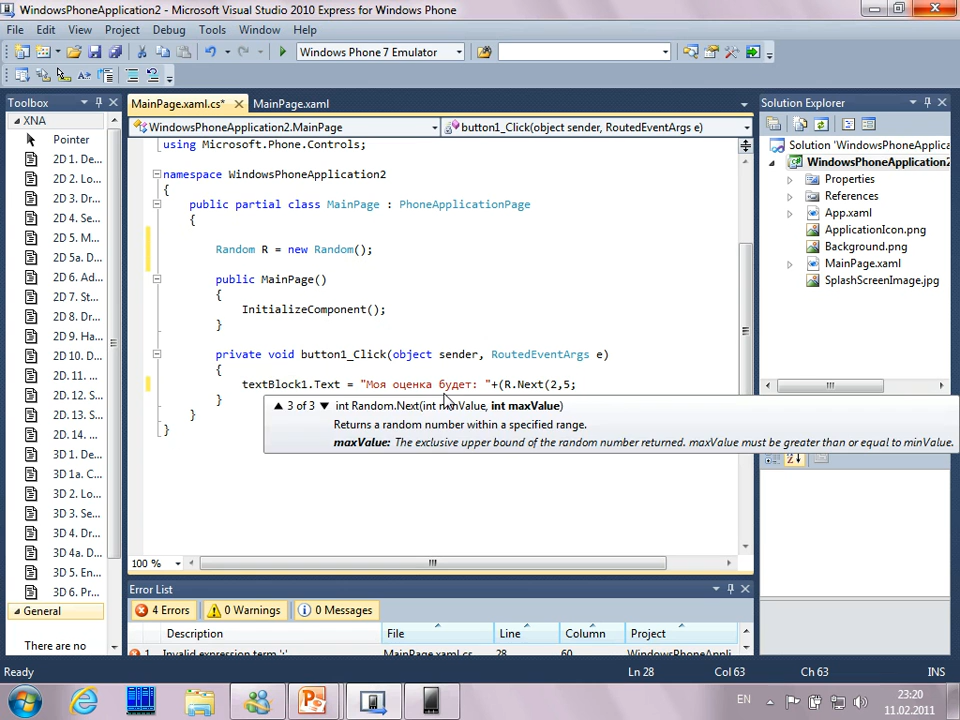 WindowsPhoneApplication2 - Microsoft Visual Studio 2010 Express for Windows Phone
File Edit View Project Debug Tools Window Help
Windows Phone 7 Emulator
Toolbox
XNA
Pointer
2D 1. De...
2D 2. Lo...
2D 3. Dr...
2D 4. Se...
2D 5. M...
2D 5a. D...
2D 6. Ad...
2D 7. St...
2D 8. Dr...
2D 9. Ha...
2D 10. D...
2D. 11. ...
2D. 12. ...
2D. 13. ...
2D. 14. ...
3D 1. De...
3D 1a. C...
3D 2. Lo...
3D 3. Se...
3D 4. Dr...
3D 4a. D...
3D 5. En...
3D 6. Pr...
General
There are no
MainPage.xaml.cs* MainPage.xaml
WindowsPhoneApplication2.MainPage button1_Click(object sender, RoutedEventArgs e)
using Microsoft.Phone.Controls;
namespace WindowsPhoneApplication2
{
public partial class MainPage : PhoneApplicationPage
{
Random R = new Random();
public MainPage()
{
InitializeComponent();
}
private void button1_Click(object sender, RoutedEventArgs e)
{
textBlock1.Text = "Моя оценка будет: "+(R.Next(2,5;
}
}
}
3 of 3 int Random.Next(int minValue, int maxValue)
Returns a random number within a specified range.
maxValue: The exclusive upper bound of the random number returned. maxValue must be greater than or equal to minValue.
100 %
Error List
4 Errors 0 Warnings 0 Messages
Description File Line Column Project
1 Invalid expression term ';' MainPage.xaml.cs 28 60 WindowsPhoneAppli
Solution Explorer
Solution 'WindowsPhoneApplica
WindowsPhoneApplication2
Properties
References
App.xaml
ApplicationIcon.png
Background.png
MainPage.xaml
SplashScreenImage.jpg
Ready Ln 28 Col 63 Ch 63 INS
EN
23:20
11.02.2011